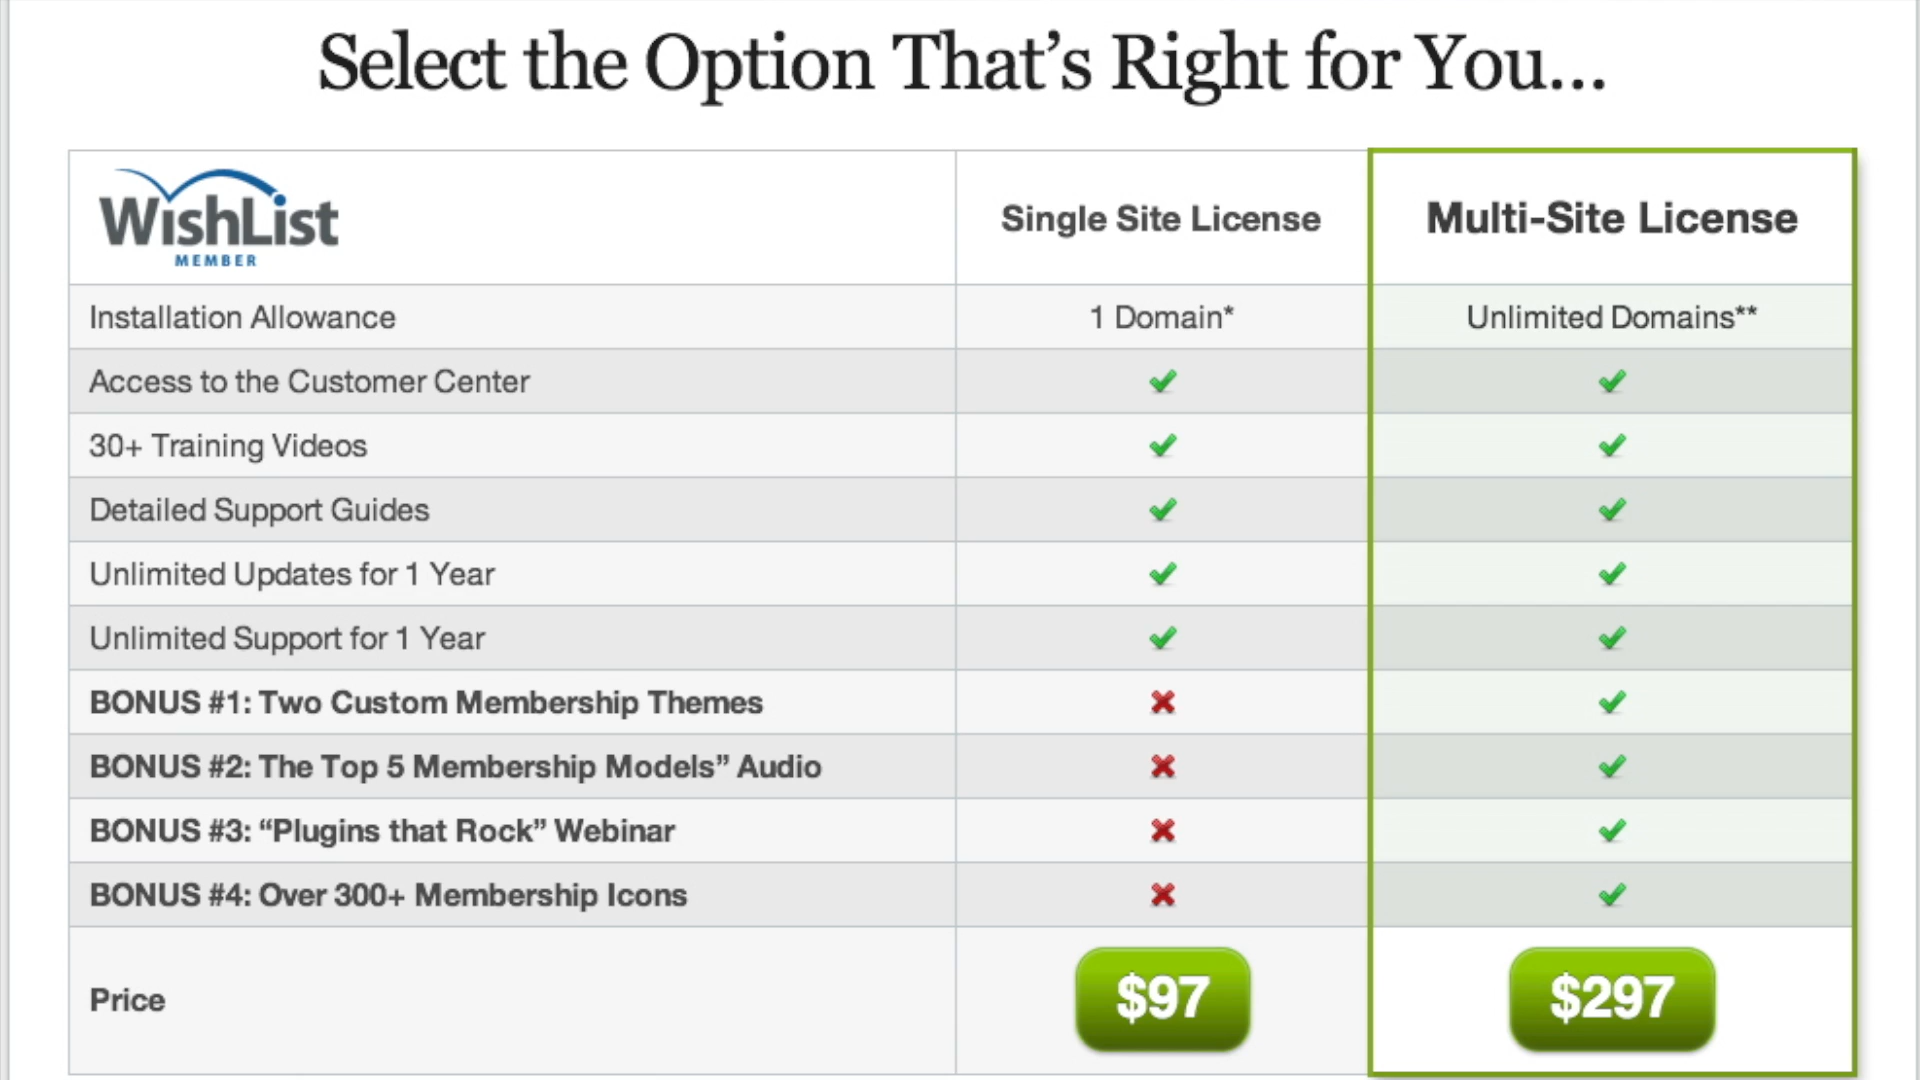 Select the Option That’s Right for You...
WishList
MEMBER
Single Site License
Multi-Site License
Installation Allowance
1 Domain*
Unlimited Domains**
Access to the Customer Center
30+ Training Videos
Detailed Support Guides
Unlimited Updates for 1 Year
Unlimited Support for 1 Year
BONUS #1: Two Custom Membership Themes
BONUS #2: The Top 5 Membership Models” Audio
BONUS #3: “Plugins that Rock” Webinar
BONUS #4: Over 300+ Membership Icons
Price
$97
$297